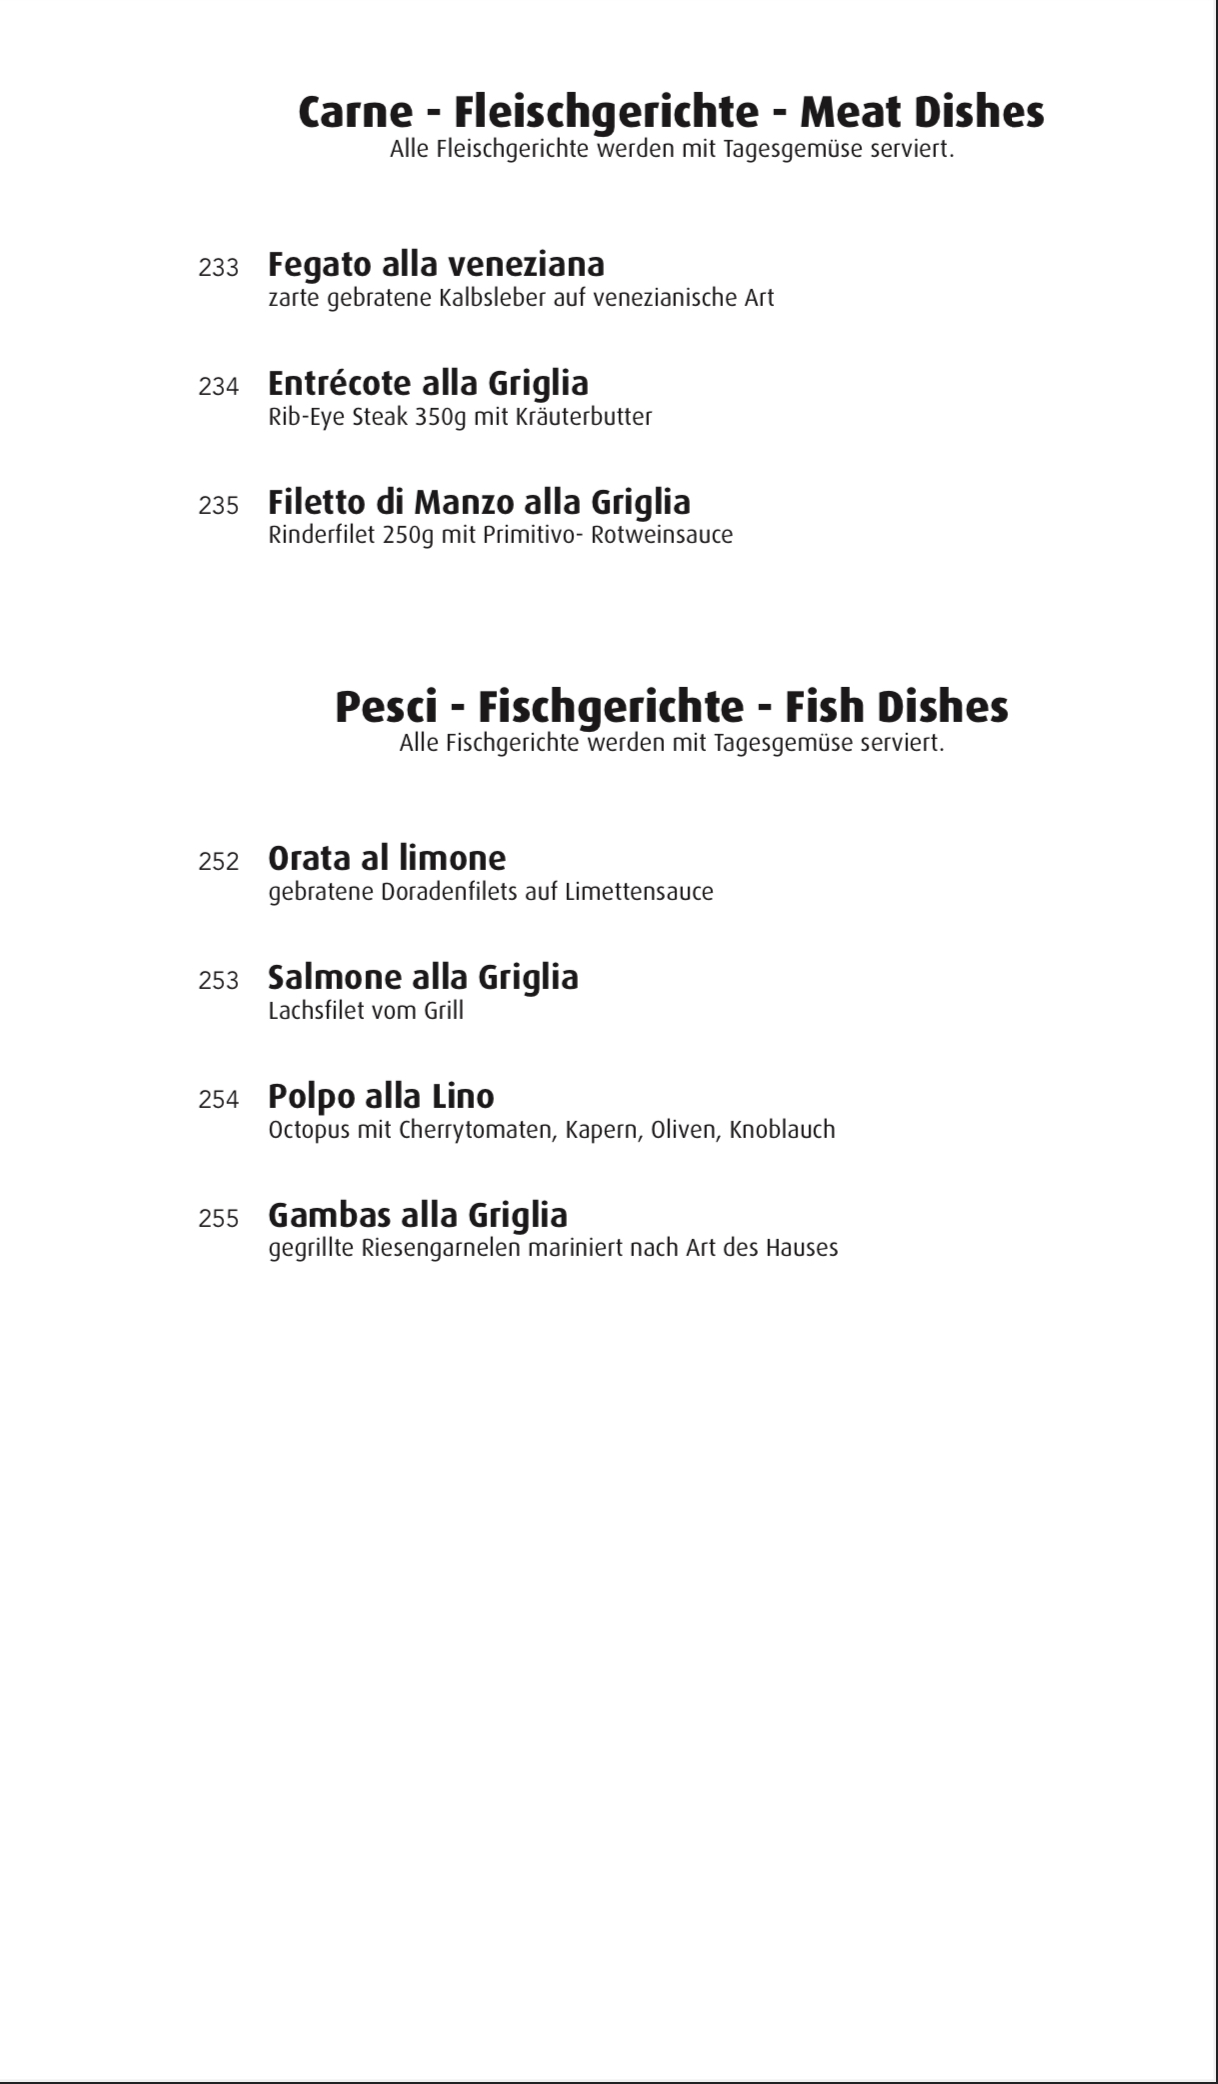 Carne - Fleischgerichte - Meat Dishes
Alle Fleischgerichte werden mit Tagesgemüse serviert.
233 Fegato alla veneziana
zarte gebratene Kalbsleber auf venezianische Art
234 Entrécote alla Griglia
Rib-Eye Steak 350g mit Kräuterbutter
235 Filetto di Manzo alla Griglia
Rinderfilet 250g mit Primitivo- Rotweinsauce
Pesci - Fischgerichte - Fish Dishes
Alle Fischgerichte werden mit Tagesgemüse serviert.
252 Orata al limone
gebratene Doradenfilets auf Limettensauce
253 Salmone alla Griglia
Lachsfilet vom Grill
254 Polpo alla Lino
Octopus mit Cherrytomaten, Kapern, Oliven, Knoblauch
255 Gambas alla Griglia
gegrillte Riesengarnelen mariniert nach Art des Hauses